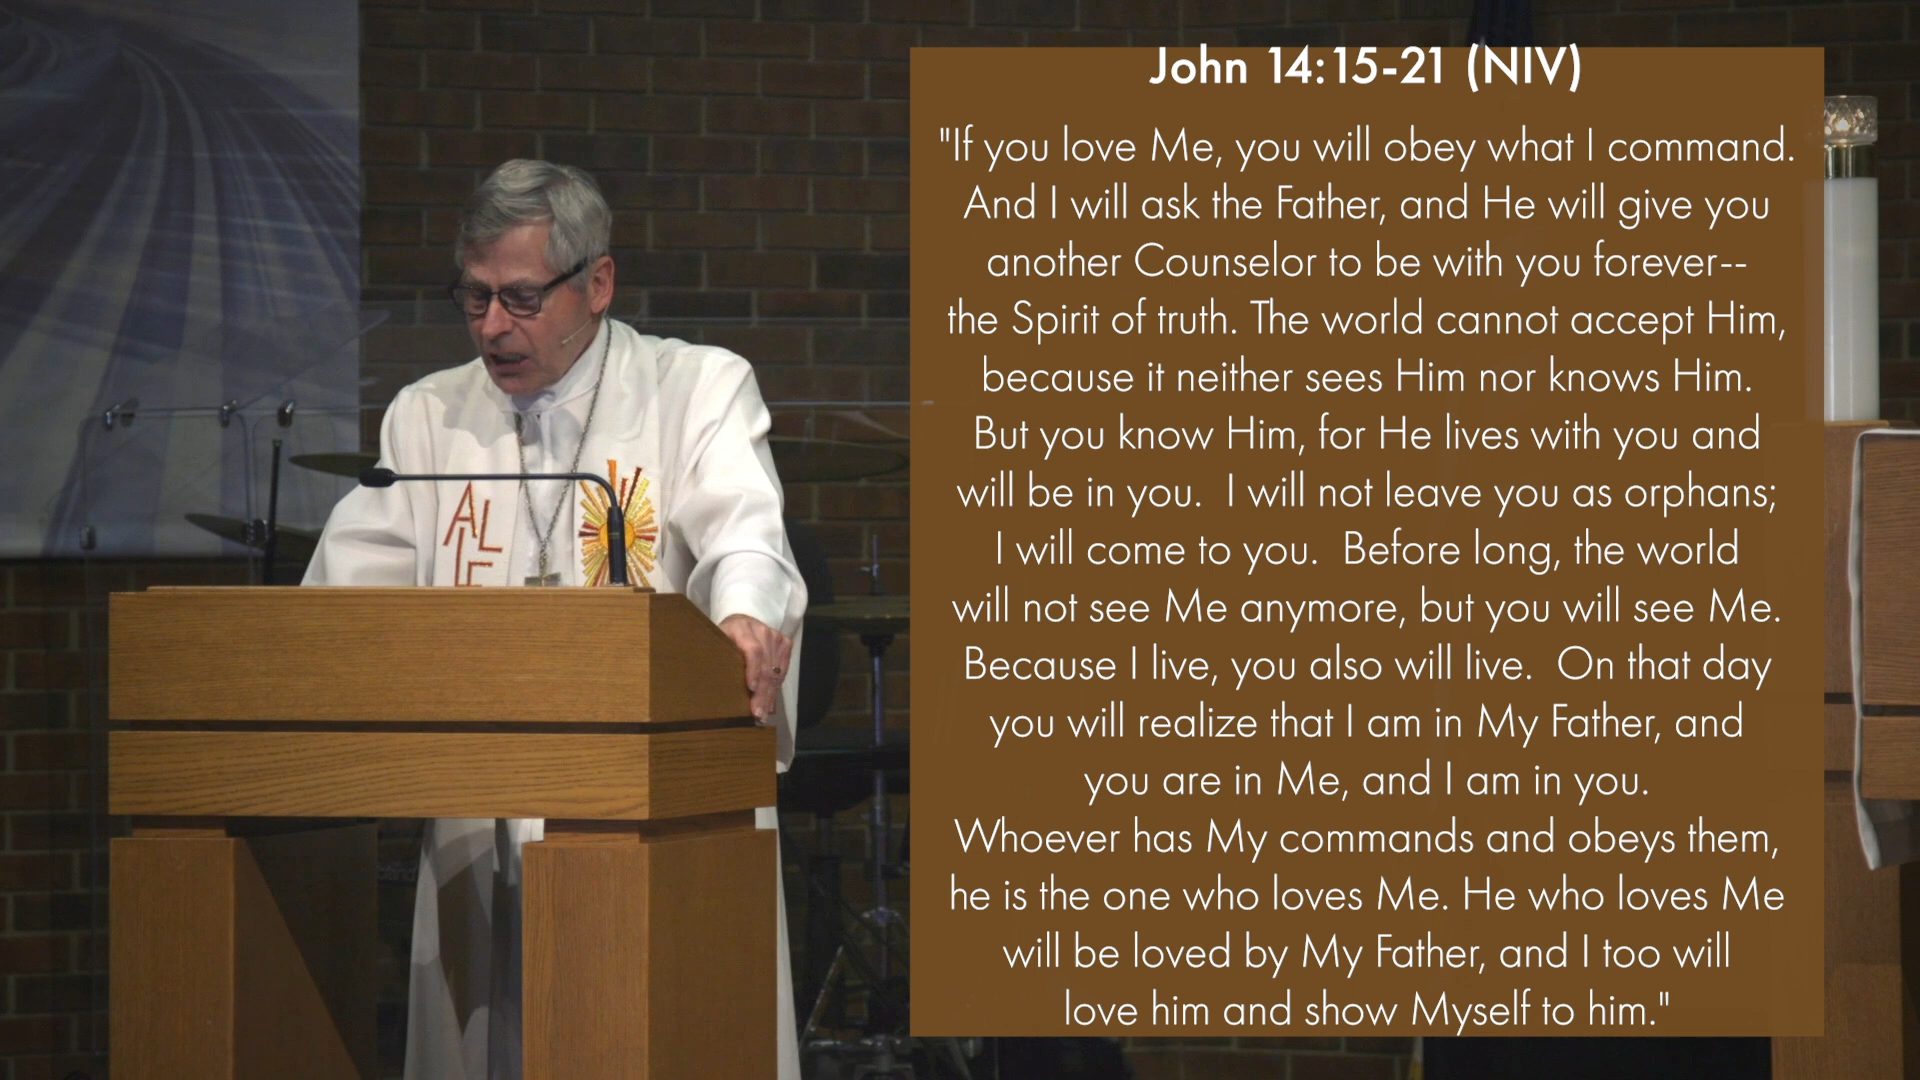 John 14:15-21 (NIV)
"If you love Me, you will obey what I command.
And I will ask the Father, and He will give you
another Counselor to be with you forever--
the Spirit of truth. The world cannot accept Him,
because it neither sees Him nor knows Him.
But you know Him, for He lives with you and
will be in you.  I will not leave you as orphans;
I will come to you.  Before long, the world
will not see Me anymore, but you will see Me.
Because I live, you also will live.  On that day
you will realize that I am in My Father, and
you are in Me, and I am in you.
Whoever has My commands and obeys them,
he is the one who loves Me. He who loves Me
will be loved by My Father, and I too will
love him and show Myself to him."
AL
LE